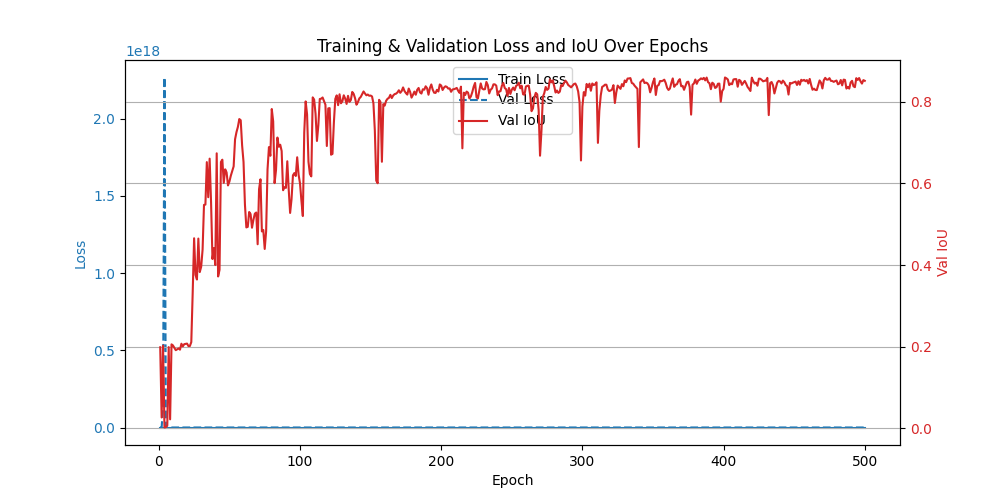 Training & Validation Loss and IoU Over Epochs
1e18
Train Loss
Val Loss
Val IoU
2.0
1.5
1.0
0.5
0.0
Loss
0.8
0.6
0.4
0.2
0.0
Val IoU
0
100
200
300
400
500
Epoch